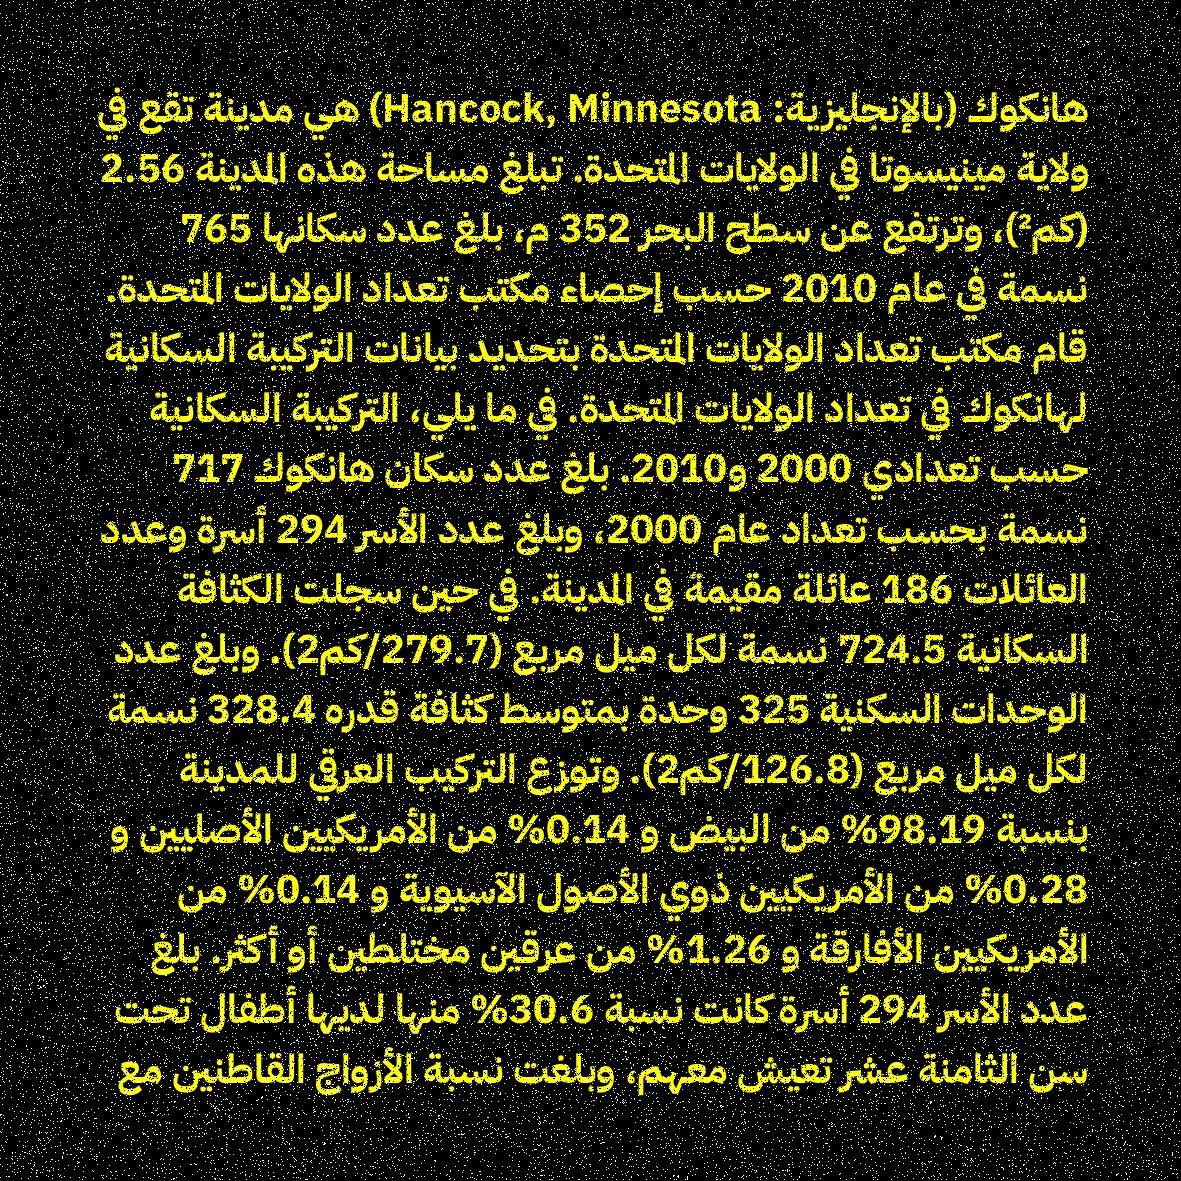 هانكوك (بالإنجليزية: Hancock, Minnesota) هي مدينة تقع في
ولاية مينيسوتا في الولايات المتحدة. تبلغ مساحة هذه المدينة 2.56
(كم²)، وترتفع عن سطح البحر 352 م، بلغ عدد سكانها 765
نسمة في عام 2010 حسب إحصاء مكتب تعداد الولايات المتحدة.
قام مكتب تعداد الولايات المتحدة بتحديد بيانات التركيبة السكانية
لهانكوك في تعداد الولايات المتحدة. في ما يلي، التركيبة السكانية
حسب تعدادي 2000 و2010. بلغ عدد سكان هانكوك 717
نسمة بحسب تعداد عام 2000، وبلغ عدد الأسر 294 أسرة وعدد
العائلات 186 عائلة مقيمة في المدينة. في حين سجلت الكثافة
السكانية 724.5 نسمة لكل ميل مربع (279.7/كم2). وبلغ عدد
الوحدات السكنية 325 وحدة بمتوسط كثافة قدره 328.4 نسمة
لكل ميل مربع (126.8/كم2). وتوزع التركيب العرقي للمدينة
بنسبة 98.19% من البيض و 0.14% من الأمريكيين الأصليين و
0.28% من الأمريكيين ذوي الأصول الآسيوية و 0.14% من
الأمريكيين الأفارقة و 1.26% من عرقين مختلطين أو أكثر. بلغ
عدد الأسر 294 أسرة كانت نسبة 30.6% منها لديها أطفال تحت
سن الثامنة عشر تعيش معهم، وبلغت نسبة الأزواج القاطنين مع